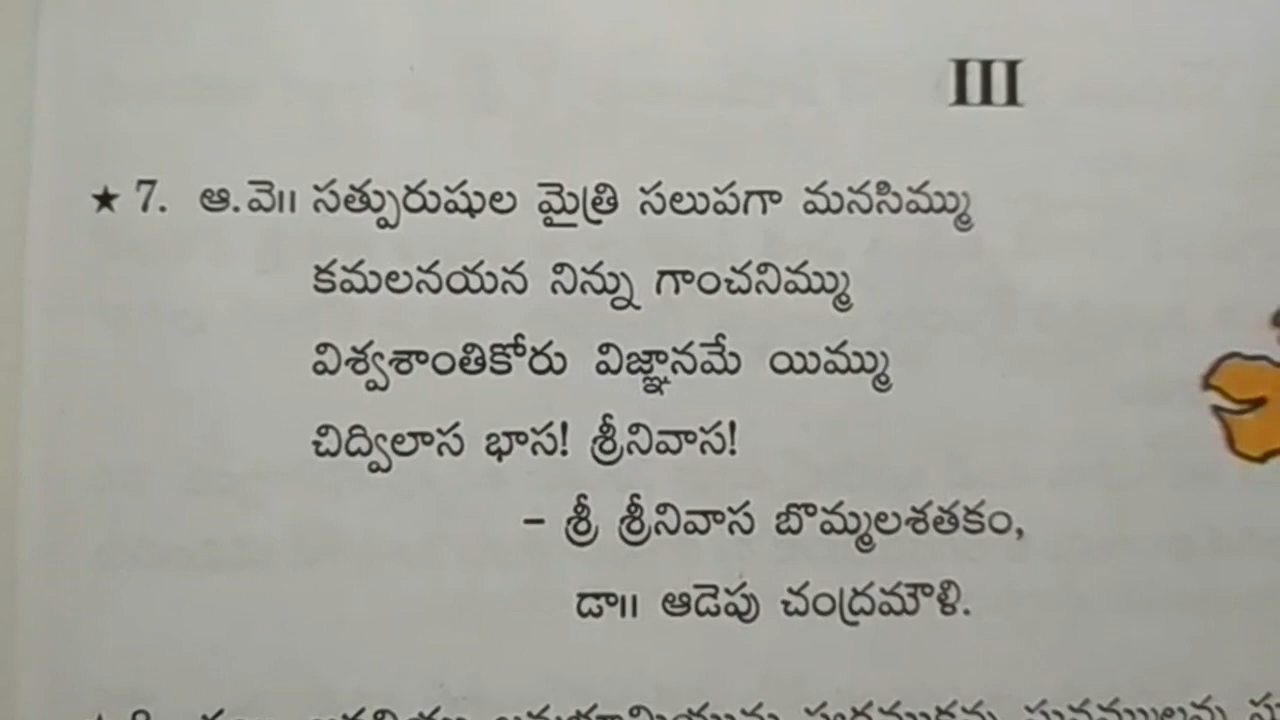 III
★ 7. ఆ.వె॥ సత్పురుషుల మైత్రి సలుపగా మనసిమ్ము
కమలనయన నిన్ను గాంచనిమ్ము
విశ్వశాంతికోరు విజ్ఞానమే యిమ్ము
చిద్విలాస భాస! శ్రీనివాస!
– శ్రీ శ్రీనివాస బొమ్మలశతకం,
డా॥ ఆడెపు చంద్రమౌళి.